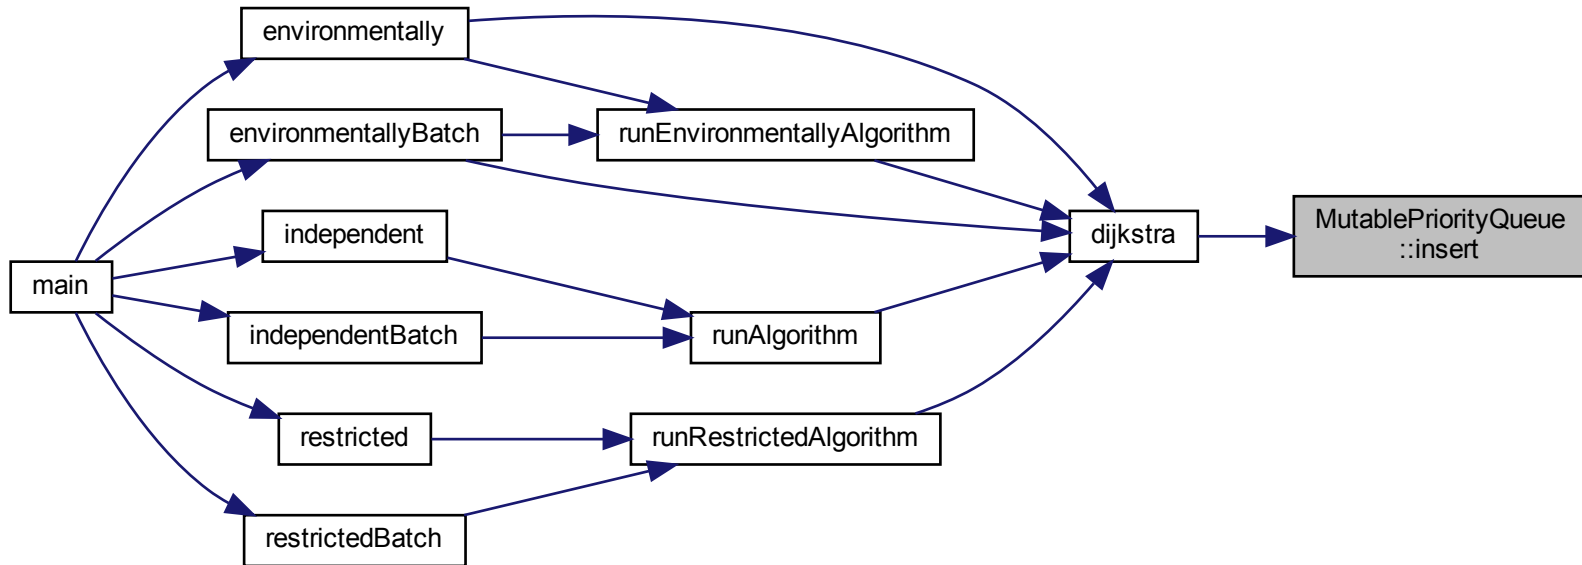 environmentally
environmentallyBatch
runEnvironmentallyAlgorithm
independent
dijkstra
MutablePriorityQueue
::insert
main
independentBatch
runAlgorithm
restricted
runRestrictedAlgorithm
restrictedBatch